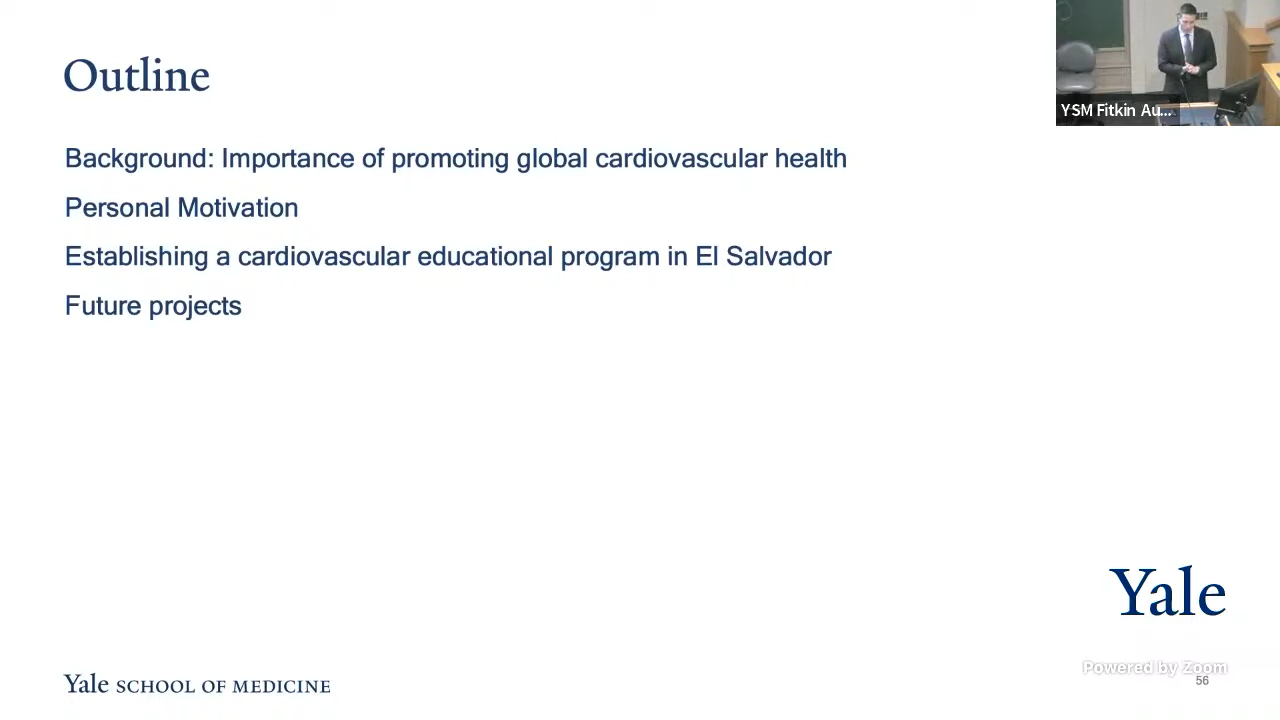 Outline
YSM Fitkin Au...
Background: Importance of promoting global cardiovascular health
Personal Motivation
Establishing a cardiovascular educational program in El Salvador
Future projects
Yale
Powered by Zoom
56
Yale SCHOOL OF MEDICINE